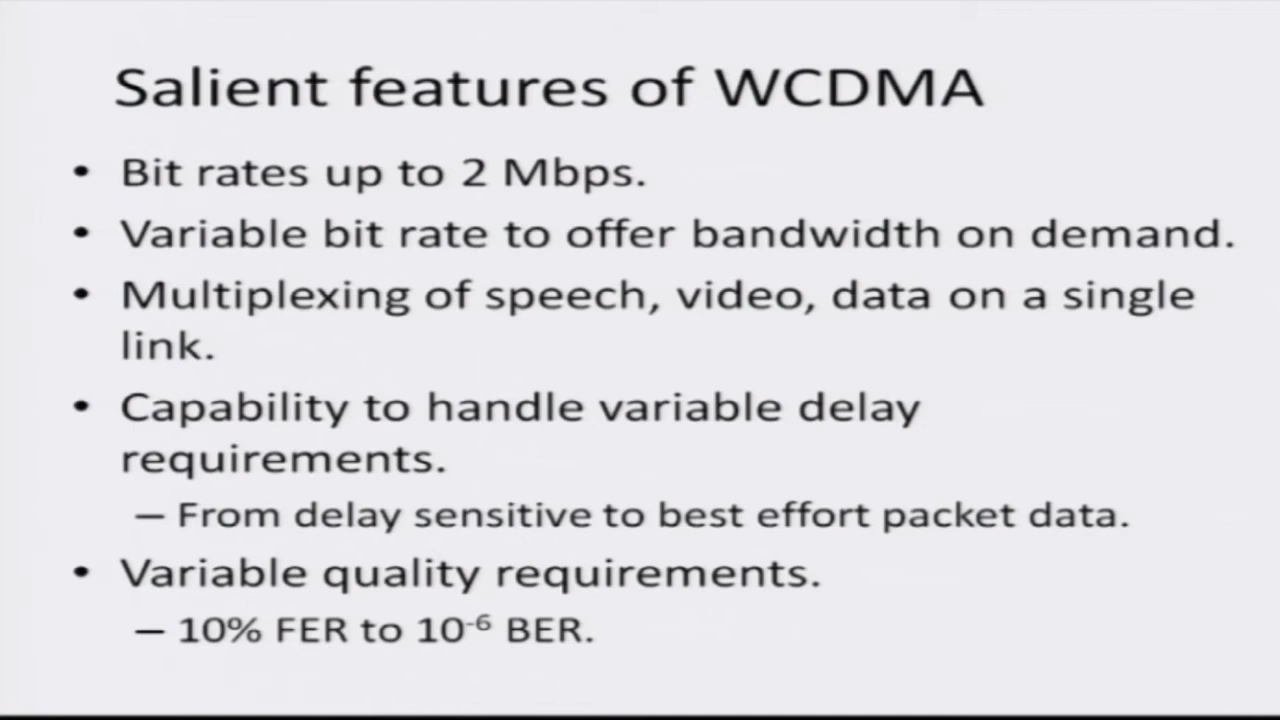 Salient features of WCDMA
• Bit rates up to 2 Mbps.
• Variable bit rate to offer bandwidth on demand.
• Multiplexing of speech, video, data on a single
link.
• Capability to handle variable delay
requirements.
– From delay sensitive to best effort packet data.
• Variable quality requirements.
– 10% FER to 10⁻⁶ BER.